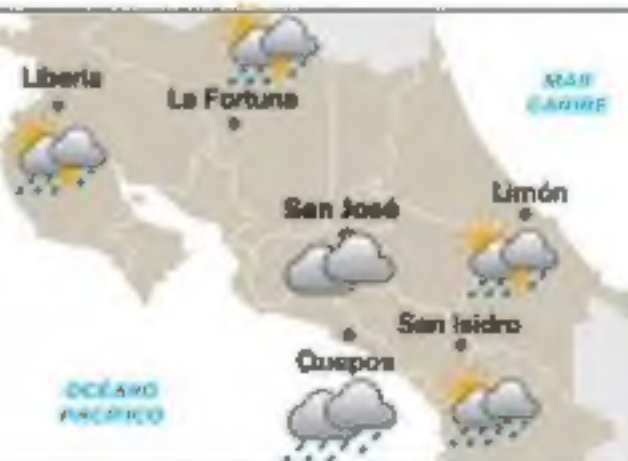 Liberia
La Fortuna
MAR
CARIBE
Limón
San José
San Isidro
Quepos
OCÉANO
PACÍFICO